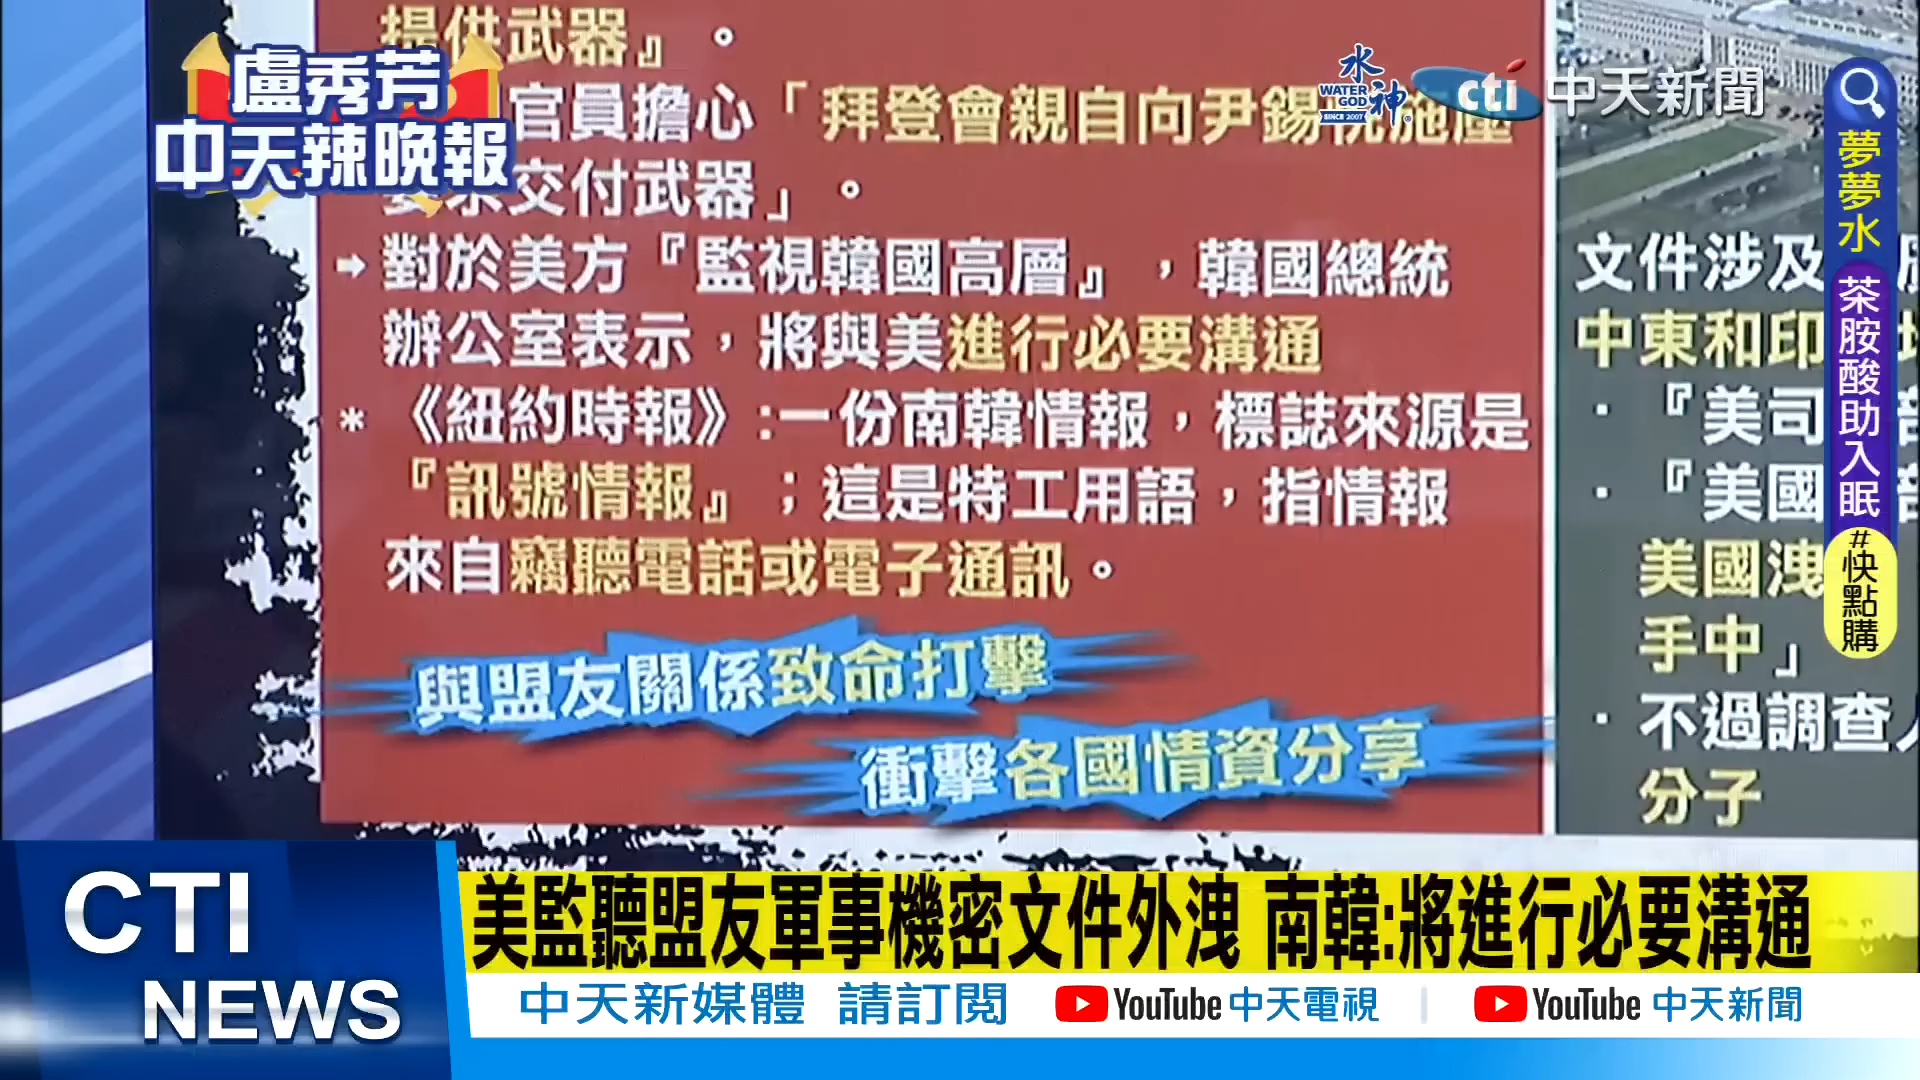 提供武器』。
官員擔心「拜登會親自向尹錫悅施壓
要求交付武器」。
➡對於美方『監視韓國高層』，韓國總統
辦公室表示，將與美進行必要溝通
*《紐約時報》:一份南韓情報，標誌來源是
『訊號情報』；這是特工用語，指情報
來自竊聽電話或電子通訊。
與盟友關係致命打擊
衝擊各國情資分享
文件涉及
中東和印
·『美司
·『美國
美國洩
手中」
·不過調查
分子
盧秀芳
中天辣晚報
水神
WATER GOD
SINCE 2007
cti 中天新聞
夢夢水
茶胺酸助入眠
#快點購
CTI
NEWS
美監聽盟友軍事機密文件外洩 南韓:將進行必要溝通
中天新媒體 請訂閱 YouTube 中天電視 | YouTube 中天新聞